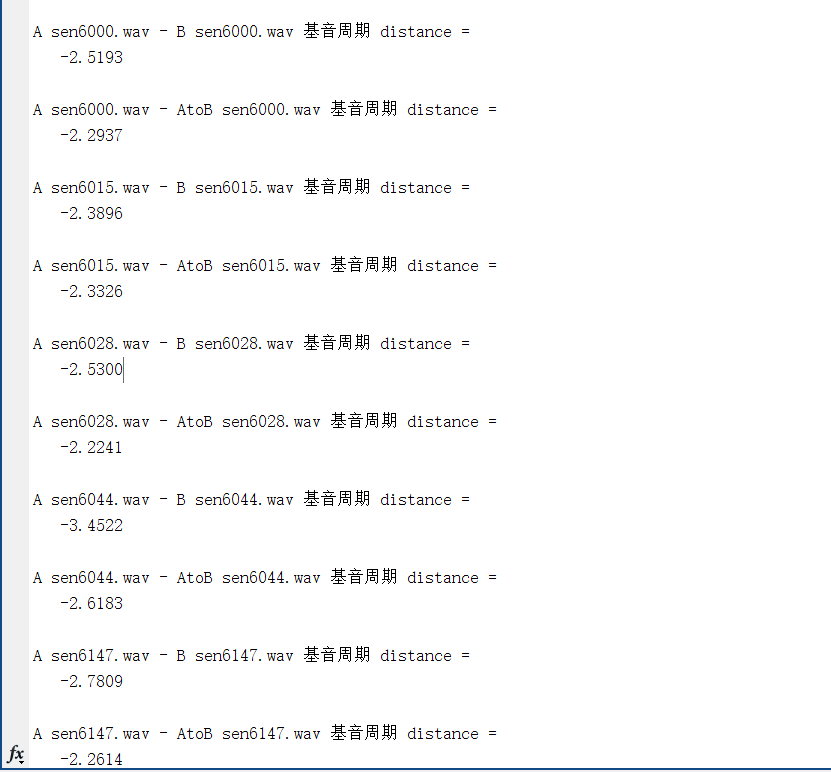 A sen6000.wav - B sen6000.wav 基音周期 distance =
-2.5193
A sen6000.wav - AtoB sen6000.wav 基音周期 distance =
-2.2937
A sen6015.wav - B sen6015.wav 基音周期 distance =
-2.3896
A sen6015.wav - AtoB sen6015.wav 基音周期 distance =
-2.3326
A sen6028.wav - B sen6028.wav 基音周期 distance =
-2.5300
A sen6028.wav - AtoB sen6028.wav 基音周期 distance =
-2.2241
A sen6044.wav - B sen6044.wav 基音周期 distance =
-3.4522
A sen6044.wav - AtoB sen6044.wav 基音周期 distance =
-2.6183
A sen6147.wav - B sen6147.wav 基音周期 distance =
-2.7809
A sen6147.wav - AtoB sen6147.wav 基音周期 distance =
fx
-2.2614